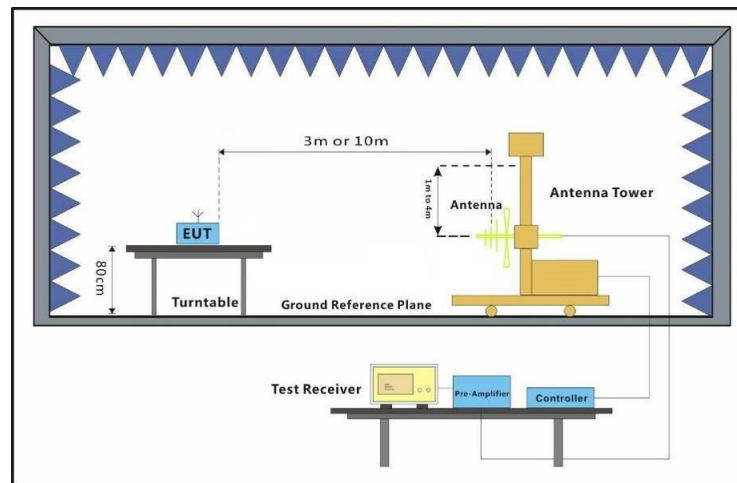 3m or 10m
1m to 4m
Antenna
Antenna Tower
EUT
80cm
Turntable
Ground Reference Plane
Test Receiver
Pre-Amplifier
Controller